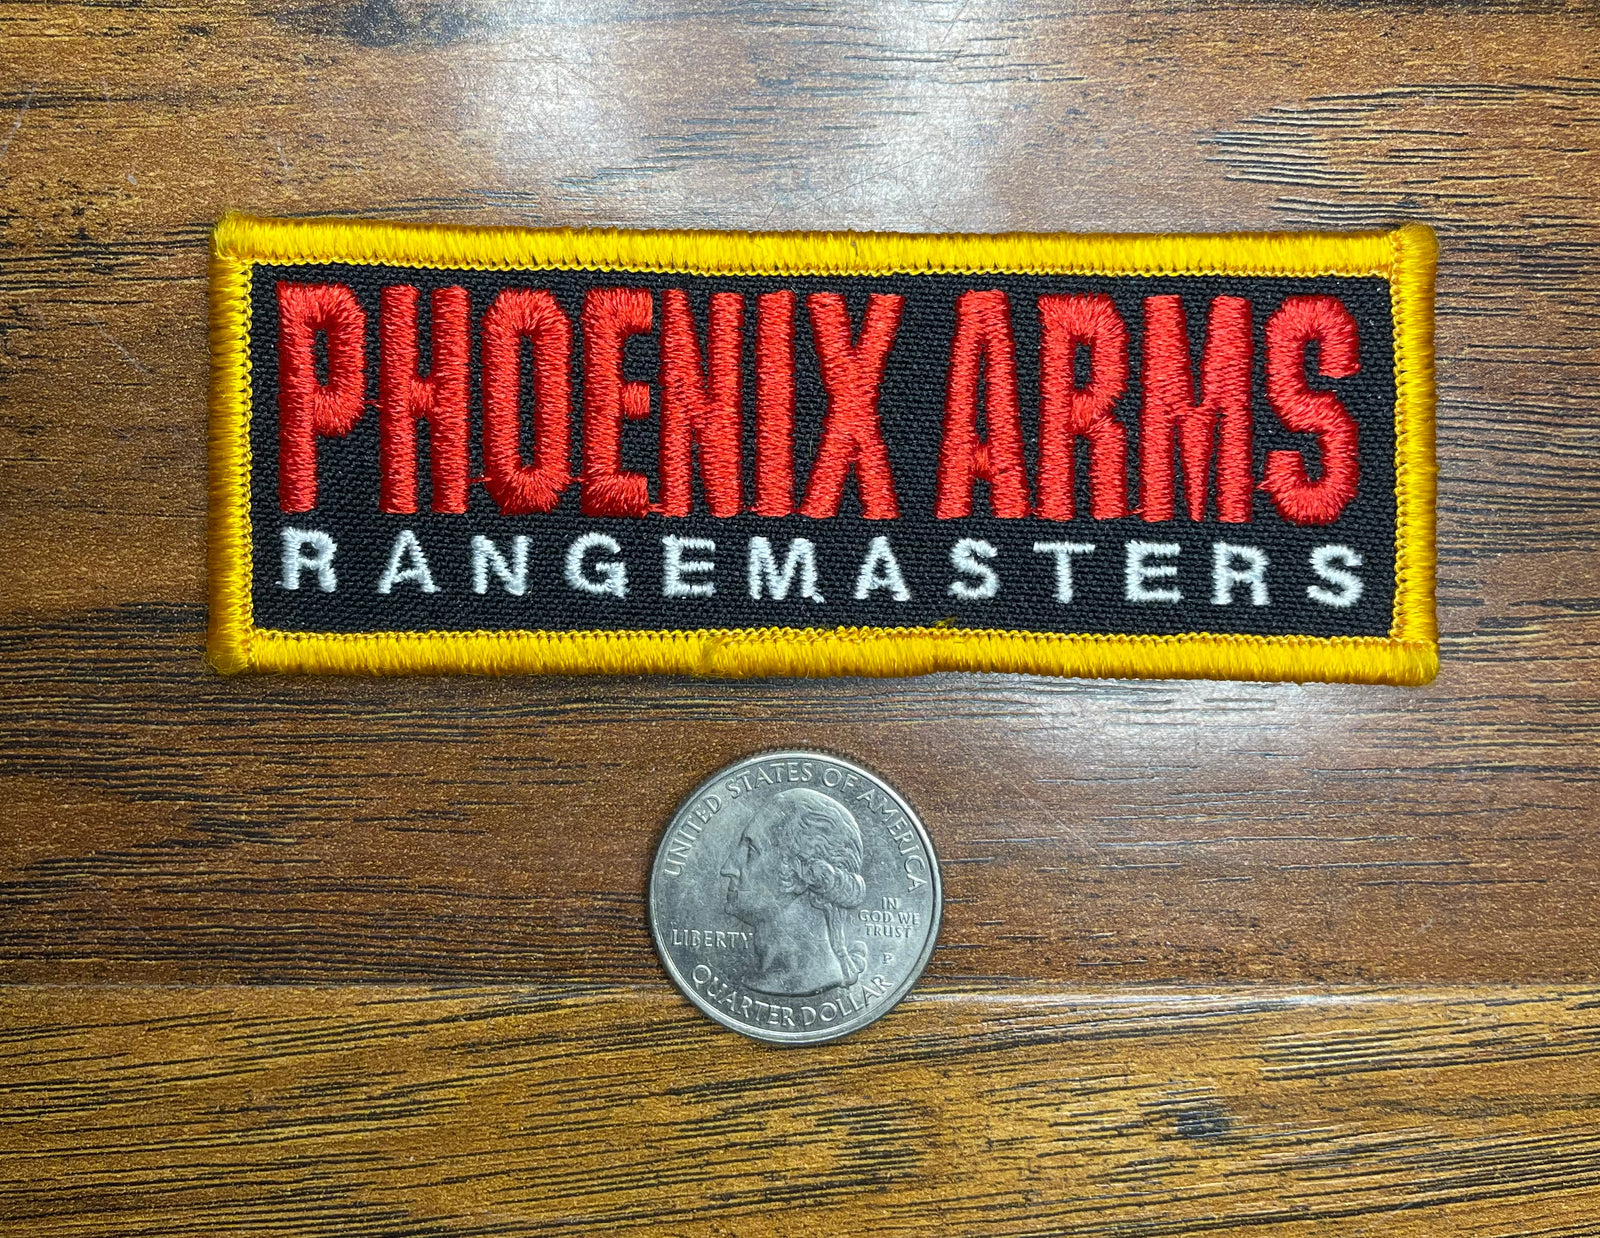 PHOENIX ARMS
RANGEMASTERS
UNITED STATES OF AMERICA
LIBERTY
IN
GOD WE
TRUST
P
QUARTER DOLLAR